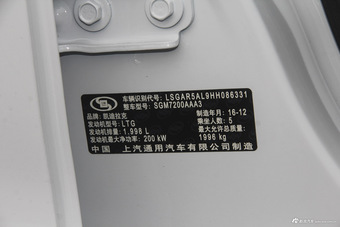 车辆识别代号: LSGAR5AL9HH086331
整车型号: SGM7200AAA3
品牌: 凯迪拉克 制造年月: 16-12
发动机型号: LTG 乘坐人数: 5
发动机排量: 1.998 L 最大允许总质量:
发动机最大净功率: 200 kW 1996 kg
中国 上汽通用汽车有限公司制造